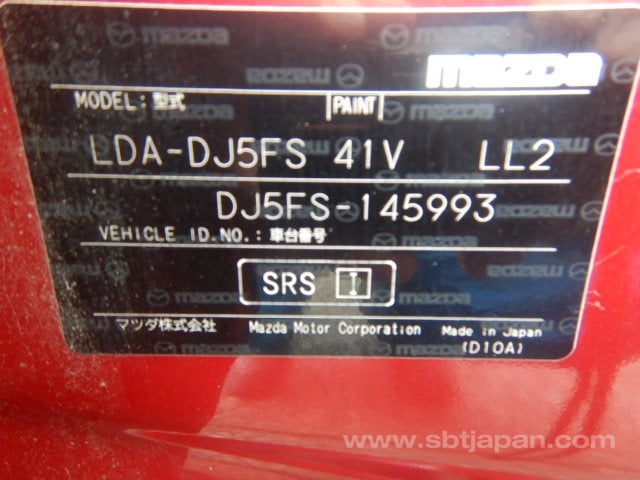 mazda
MODEL: 型式 PAINT
LDA-DJ5FS 41V LL2
DJ5FS-145993
VEHICLE ID.NO.: 車台番号
SRS I
マツダ株式会社 Mazda Motor Corporation Made in Japan
(D10A)
www.sbtjapan.com